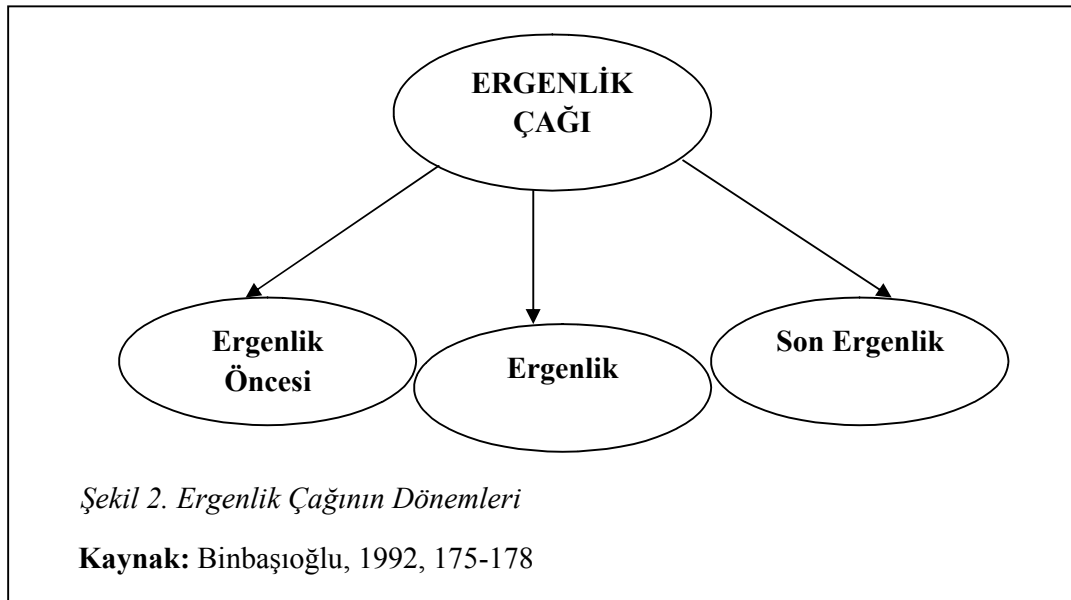 ERGENLİK
ÇAĞI
Ergenlik
Öncesi
Ergenlik
Son Ergenlik
Şekil 2. Ergenlik Çağının Dönemleri
Kaynak: Binbaşıoğlu, 1992, 175-178